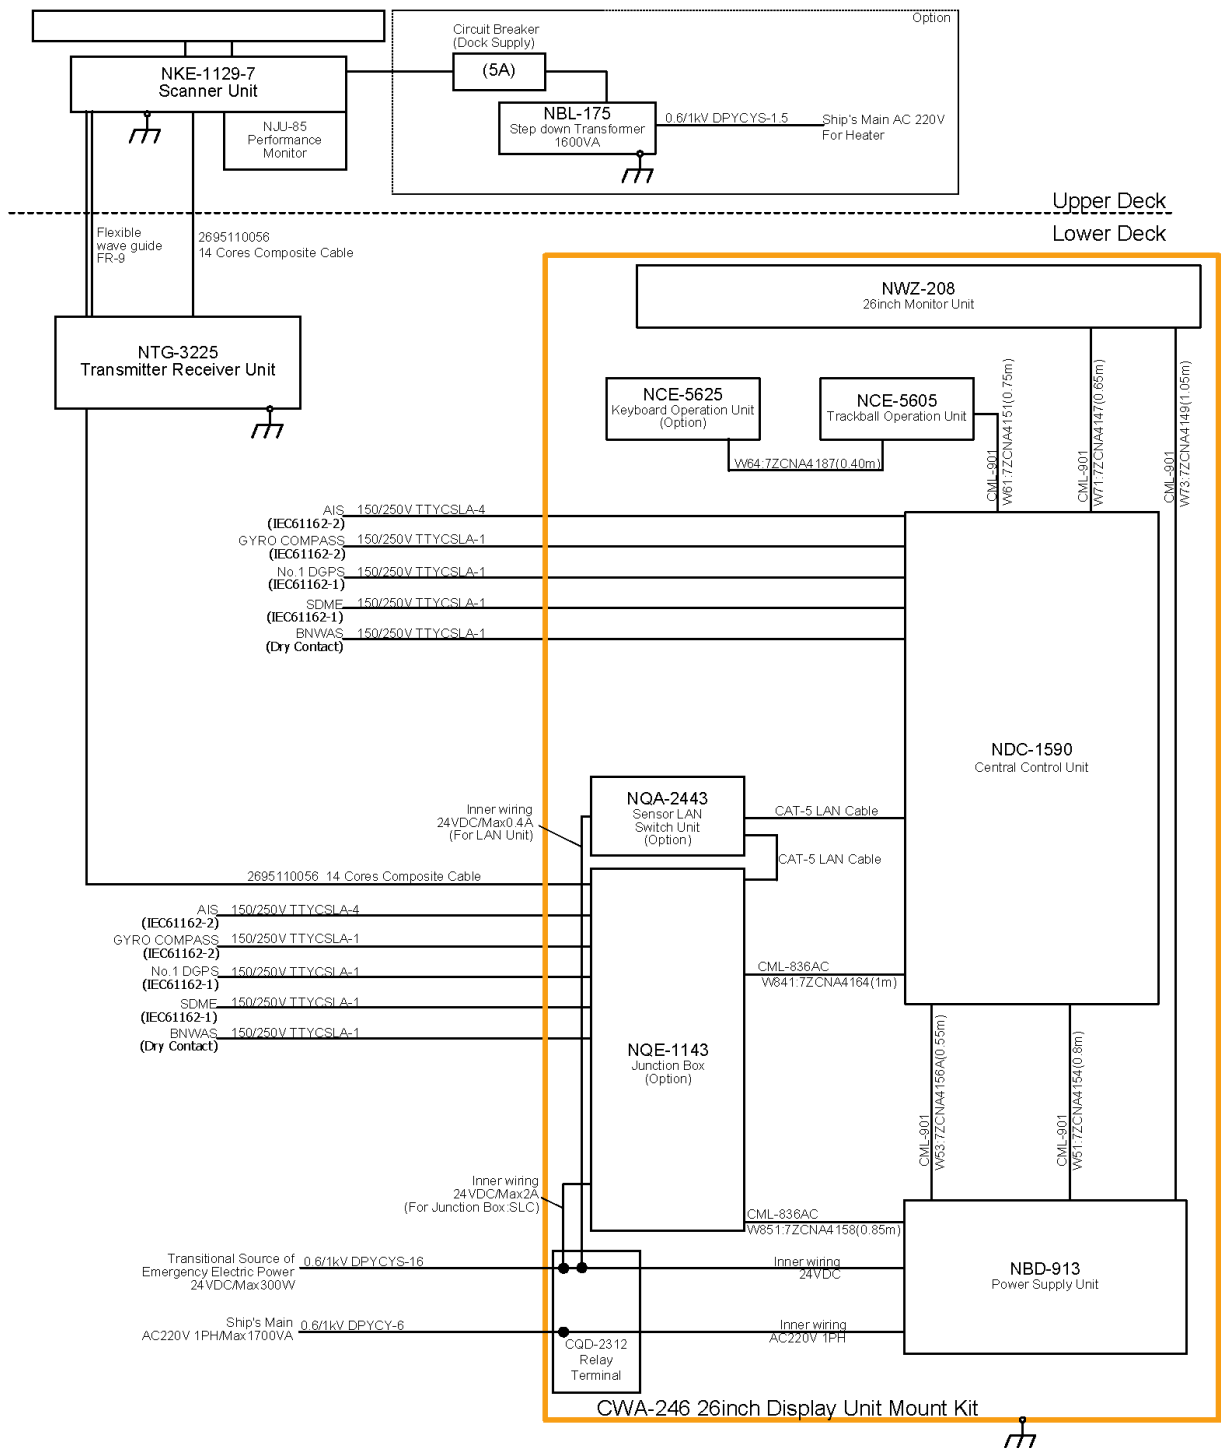 Option
Circuit Breaker
(Dock Supply)
(5A)
NKE-1129-7
Scanner Unit
NJU-85
Performance
Monitor
NBL-175
Step down Transformer
1600VA
0.6/1kV DPYCYS-1.5
Ship's Main AC 220V
For Heater
Upper Deck
Lower Deck
Flexible
wave guide
FR-9
2695110056
14 Cores Composite Cable
NTG-3225
Transmitter Receiver Unit
NWZ-208
26inch Monitor Unit
NCE-5625
Keyboard Operation Unit
(Option)
NCE-5605
Trackball Operation Unit
W64:7ZCNA4187(0.40m)
CML-901
W61:7ZCNA4151(0.75m)
CML-901
W71:7ZCNA4147(0.65m)
CML-901
W73:7ZCNA4149(1.05m)
AIS 150/250V TTYCSLA-4
(IEC61162-2)
GYRO COMPASS 150/250V TTYCSLA-1
(IEC61162-2)
No.1 DGPS 150/250V TTYCSLA-1
(IEC61162-1)
SDME 150/250V TTYCSLA-1
(IEC61162-1)
BNWAS 150/250V TTYCSLA-1
(Dry Contact)
NDC-1590
Central Control Unit
Inner wiring
24VDC/Max0.4A
(For LAN Unit)
NQA-2443
Sensor LAN
Switch Unit
(Option)
CAT-5 LAN Cable
CAT-5 LAN Cable
2695110056 14 Cores Composite Cable
AIS 150/250V TTYCSLA-4
(IEC61162-2)
GYRO COMPASS 150/250V TTYCSLA-1
(IEC61162-2)
No.1 DGPS 150/250V TTYCSLA-1
(IEC61162-1)
SDME 150/250V TTYCSLA-1
(IEC61162-1)
BNWAS 150/250V TTYCSLA-1
(Dry Contact)
CML-836AC
W841:7ZCNA4164(1m)
NQE-1143
Junction Box
(Option)
CML-901
W53:7ZCNA4156A(0.55m)
CML-901
W51:7ZCNA4154(0.8m)
Inner wiring
24VDC/Max2A
(For Junction Box:SLC)
CML-836AC
W851:7ZCNA4158(0.85m)
Transitional Source of
Emergency Electric Power
24VDC/Max300W
0.6/1kV DPYCYS-16
Inner wiring
24VDC
NBD-913
Power Supply Unit
Ship's Main
AC220V 1PH/Max1700VA
0.6/1kV DPYCY-6
Inner wiring
AC220V 1PH
CQD-2312
Relay
Terminal
CWA-246 26inch Display Unit Mount Kit